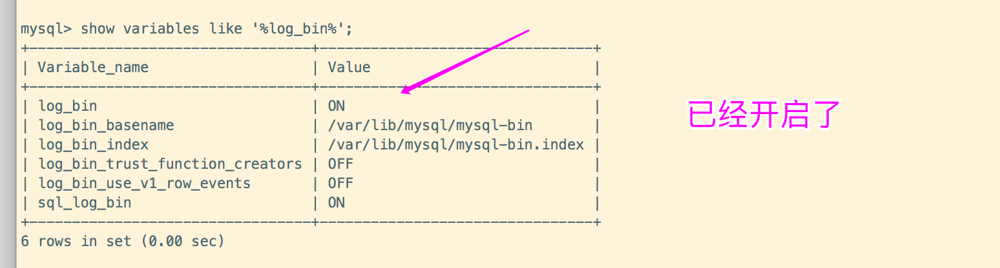 mysql> show variables like '%log_bin%';
+---------------------------------+--------------------------------+
| Variable_name                   | Value                          |
+---------------------------------+--------------------------------+
| log_bin                         | ON                             |
| log_bin_basename                | /var/lib/mysql/mysql-bin       |
| log_bin_index                   | /var/lib/mysql/mysql-bin.index |
| log_bin_trust_function_creators | OFF                            |
| log_bin_use_v1_row_events       | OFF                            |
| sql_log_bin                     | ON                             |
+---------------------------------+--------------------------------+
6 rows in set (0.00 sec)
已经开启了